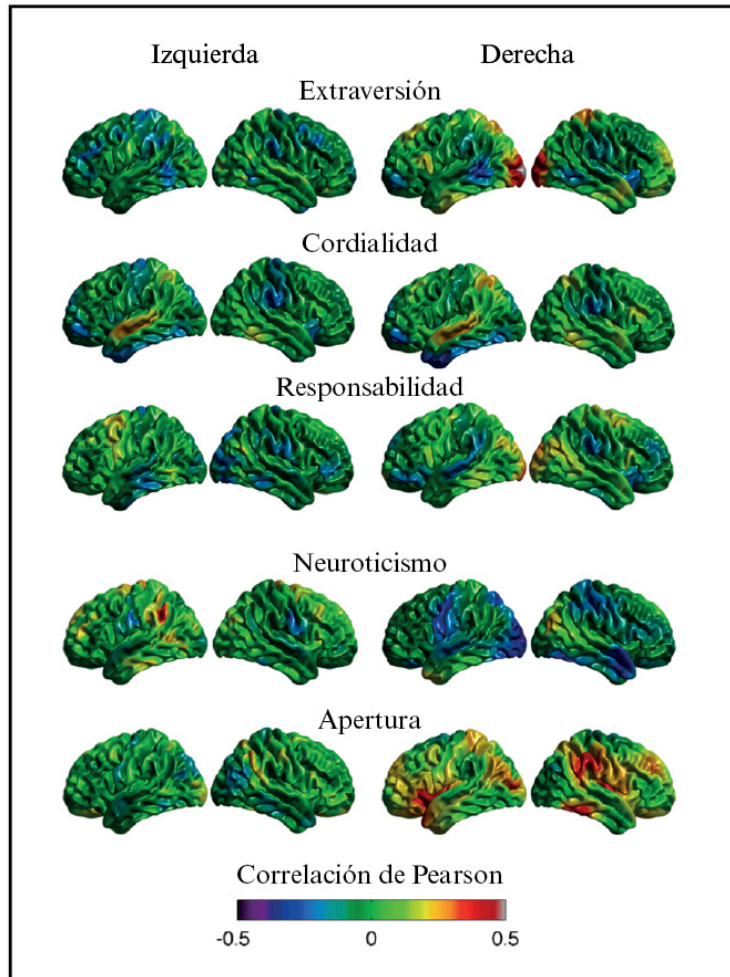 Izquierda Derecha
Extraversión
Cordialidad
Responsabilidad
Neuroticismo
Apertura
Correlación de Pearson
-0.5 0 0.5